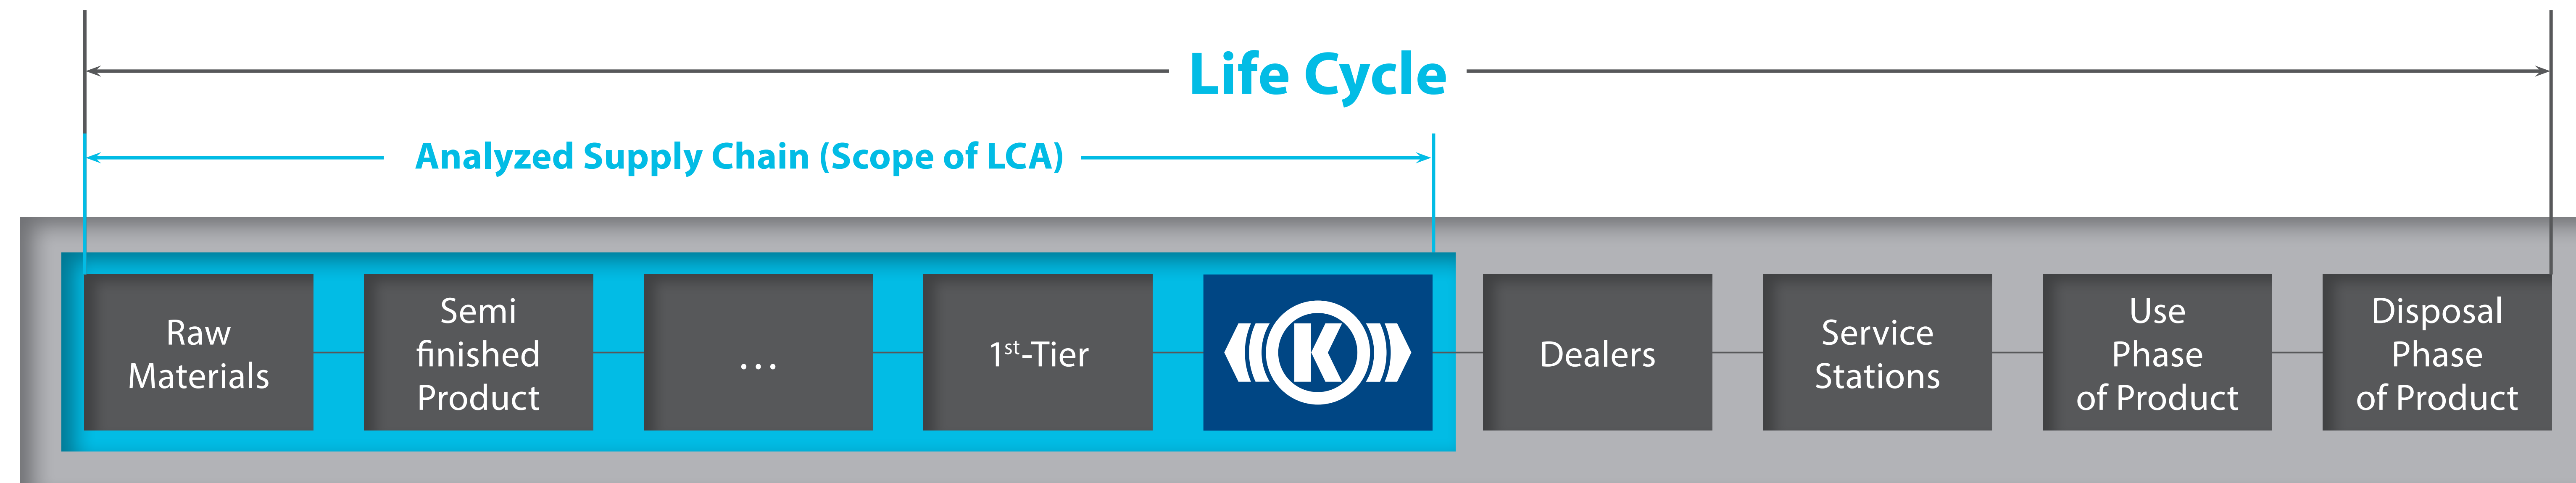 Life Cycle
Analyzed Supply Chain (Scope of LCA)
Raw
Materials
Semi
finished
Product
...
1st-Tier
K
Dealers
Service
Stations
Use
Phase
of Product
Disposal
Phase
of Product